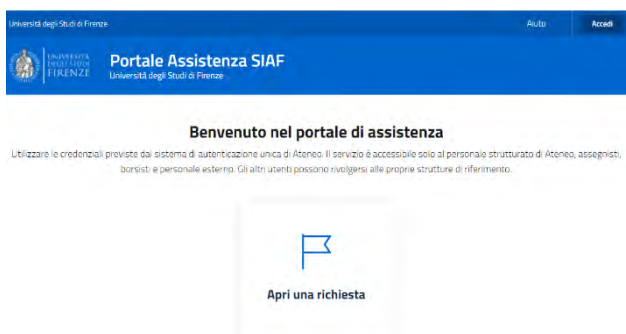 Università degli Studi di Firenze
Aiuto
Accedi
UNIVERSITÀ
DEGLI STUDI
FIRENZE
Portale Assistenza SIAF
Università degli Studi di Firenze
Benvenuto nel portale di assistenza
Utilizzare le credenziali previste dal sistema di autenticazione unica di Ateneo. Il servizio è accessibile solo al personale strutturato di Ateneo, assegnisti,
borsisti e personale esterno. Gli altri utenti possono rivolgersi alle proprie strutture di riferimento.
Apri una richiesta